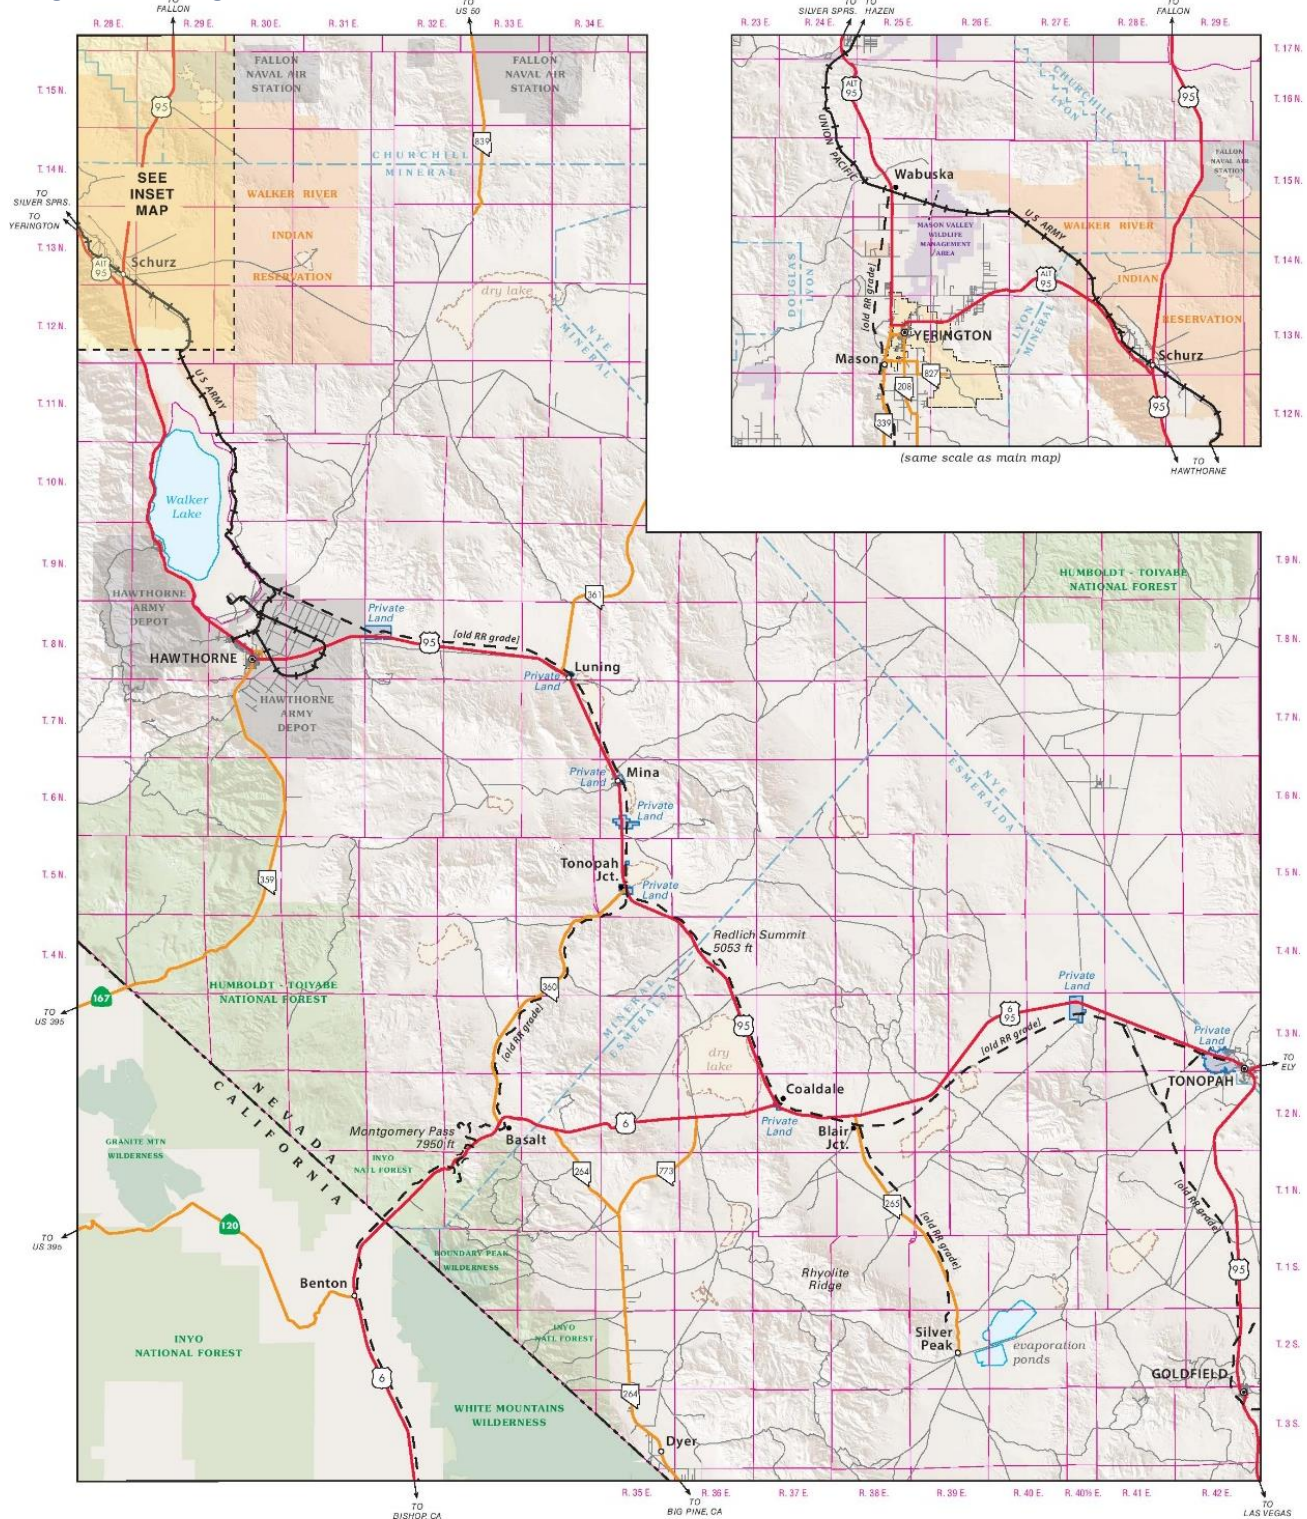 TO
FALLON
TO
US 50
R. 28 E.
R. 29 E.
R. 30 E.
R. 31 E.
R. 32 E.
R. 33 E.
R. 34 E.
T. 15 N.
T. 14 N.
T. 13 N.
T. 12 N.
T. 11 N.
T. 10 N.
T. 9 N.
T. 8 N.
T. 7 N.
T. 6 N.
T. 5 N.
T. 4 N.
TO
SILVER SPRS.
TO
YERINGTON
95
SEE
INSET
MAP
ALT
95
Schurz
FALLON
NAVAL AIR
STATION
FALLON
NAVAL AIR
STATION
839
CHURCHILL
MINERAL
WALKER RIVER
INDIAN
RESERVATION
dry lake
NYE
MINERAL
US ARMY
Walker
Lake
HAWTHORNE
ARMY
DEPOT
HAWTHORNE
HAWTHORNE
ARMY
DEPOT
Private
Land
95
[old RR grade]
361
Luning
Private
Land
Mina
Private
Land
Private
Land
Tonopah
Jct.
Private
Land
359
Redlich Summit
5053 ft
HUMBOLDT - TOIYABE
NATIONAL FOREST
167
TO
US 395
360
[old RR grade]
MINERAL
ESMERALDA
95
dry
lake
Coaldale
Private
Land
Blair
Jct.
6
95
[old RR grade]
Private
Land
Private
Land
TONOPAH
TO
ELY
NYE
ESMERALDA
HUMBOLDT - TOIYABE
NATIONAL FOREST
T. 9 N.
T. 8 N.
T. 7 N.
T. 6 N.
T. 5 N.
T. 4 N.
T. 3 N.
T. 2 N.
T. 1 N.
T. 1 S.
T. 2 S.
T. 3 S.
NEVADA
CALIFORNIA
GRANITE MTN
WILDERNESS
Montgomery Pass
7950 ft
Basalt
6
INYO
NATL FOREST
264
773
265
[old RR grade]
[old RR grade]
120
TO
US 395
BOUNDARY PEAK
WILDERNESS
Benton
Rhyolite
Ridge
95
INYO
NATIONAL FOREST
INYO
NATL FOREST
Silver
Peak
evaporation
ponds
6
264
GOLDFIELD
WHITE MOUNTAINS
WILDERNESS
Dyer
R. 35 E.
R. 36 E.
R. 37 E.
R. 38 E.
R. 39 E.
R. 40 E.
R. 40½ E.
R. 41 E.
R. 42 E.
TO
BISHOP, CA
TO
BIG PINE, CA
TO
LAS VEGAS
TO
SILVER SPRS.
TO
HAZEN
TO
FALLON
R. 23 E.
R. 24 E.
R. 25 E.
R. 26 E.
R. 27 E.
R. 28 E.
R. 29 E.
T. 17 N.
T. 16 N.
T. 15 N.
T. 14 N.
T. 13 N.
T. 12 N.
ALT
95
UNION PACIFIC
CHURCHILL
LYON
95
FALLON
NAVAL AIR
STATION
Wabuska
MASON VALLEY
WILDLIFE
MANAGEMENT
AREA
US ARMY
WALKER RIVER
INDIAN
RESERVATION
DOUGLAS
LYON
[old RR grade]
ALT
95
LYON
MINERAL
YERINGTON
Mason
827
208
339
Schurz
95
(same scale as main map)
TO
HAWTHORNE